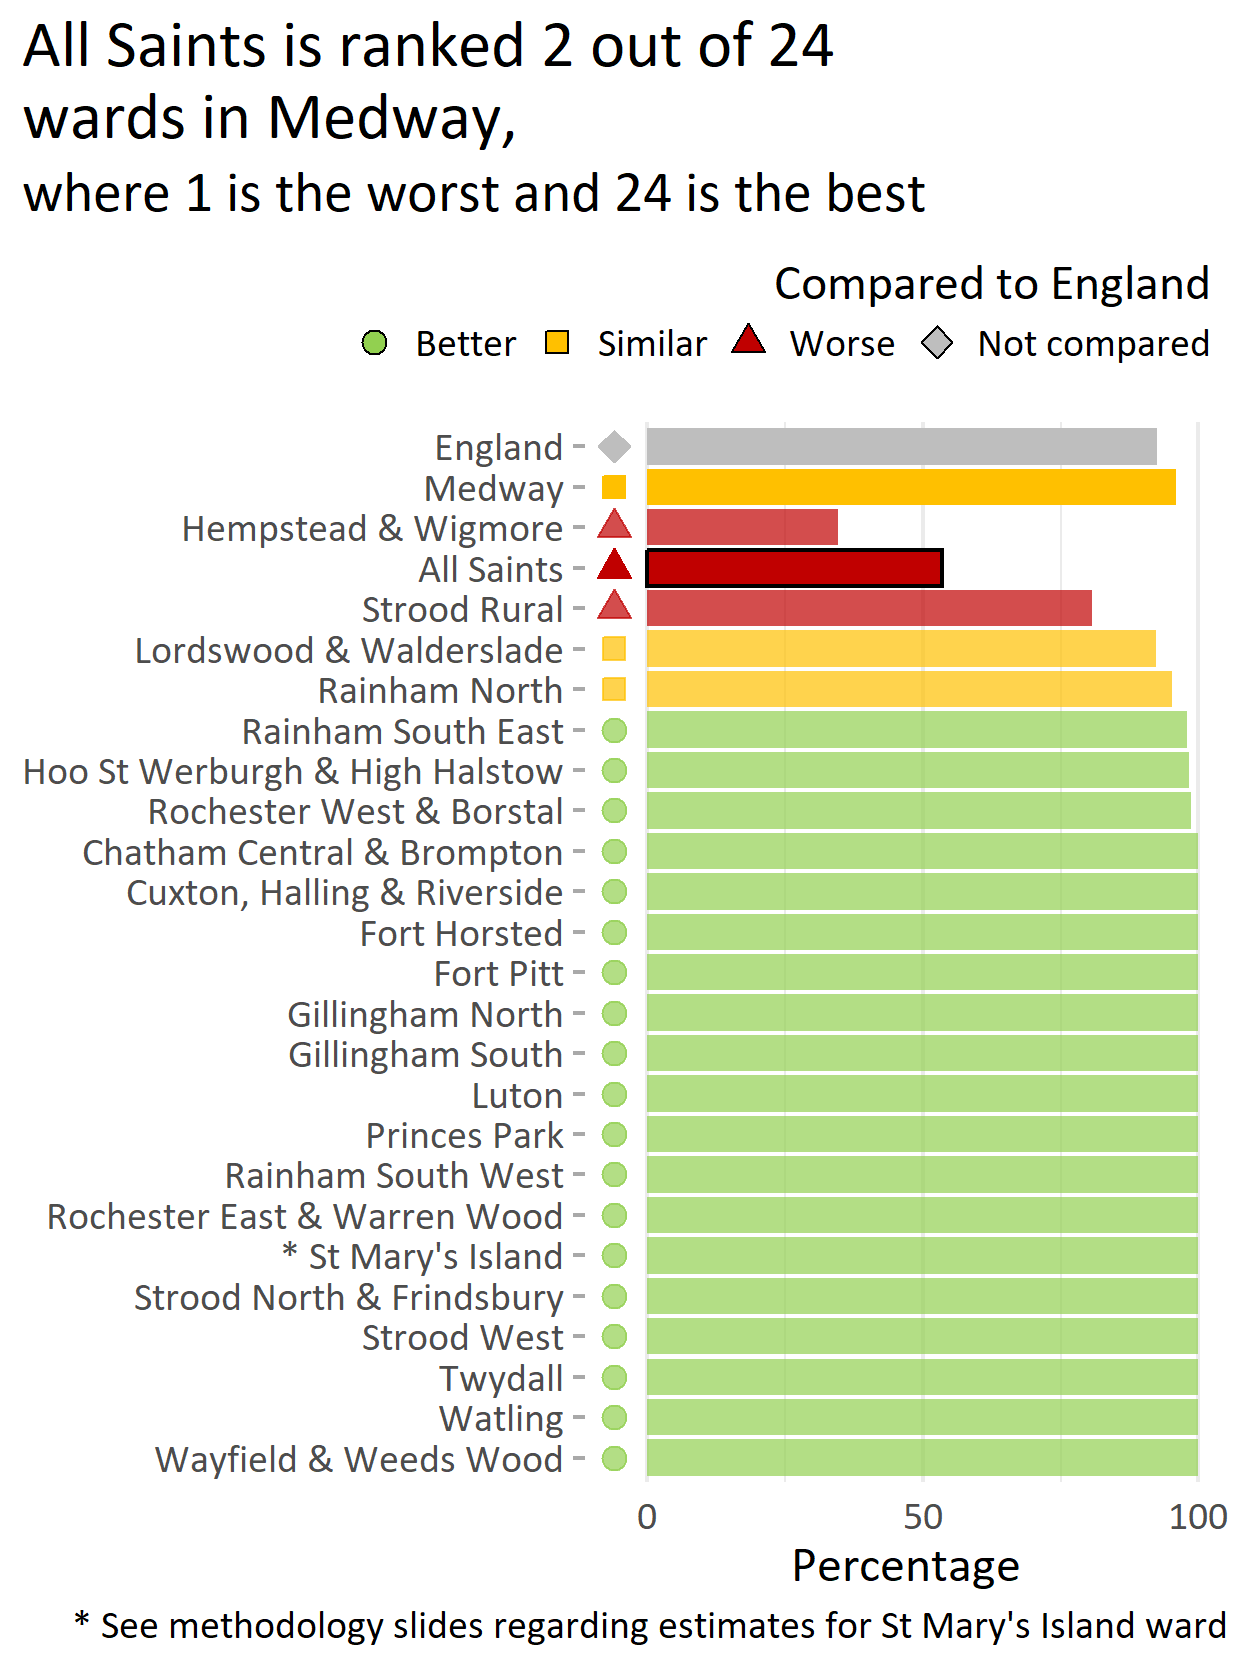 All Saints is ranked 2 out of 24
wards in Medway,
where 1 is the worst and 24 is the best
Compared to England
Better Similar Worse Not compared
England
Medway
Hempstead & Wigmore
All Saints
Strood Rural
Lordswood & Walderslade
Rainham North
Rainham South East
Hoo St Werburgh & High Halstow
Rochester West & Borstal
Chatham Central & Brompton
Cuxton, Halling & Riverside
Fort Horsted
Fort Pitt
Gillingham North
Gillingham South
Luton
Princes Park
Rainham South West
Rochester East & Warren Wood
* St Mary's Island
Strood North & Frindsbury
Strood West
Twydall
Watling
Wayfield & Weeds Wood
0 50 100
Percentage
* See methodology slides regarding estimates for St Mary's Island ward